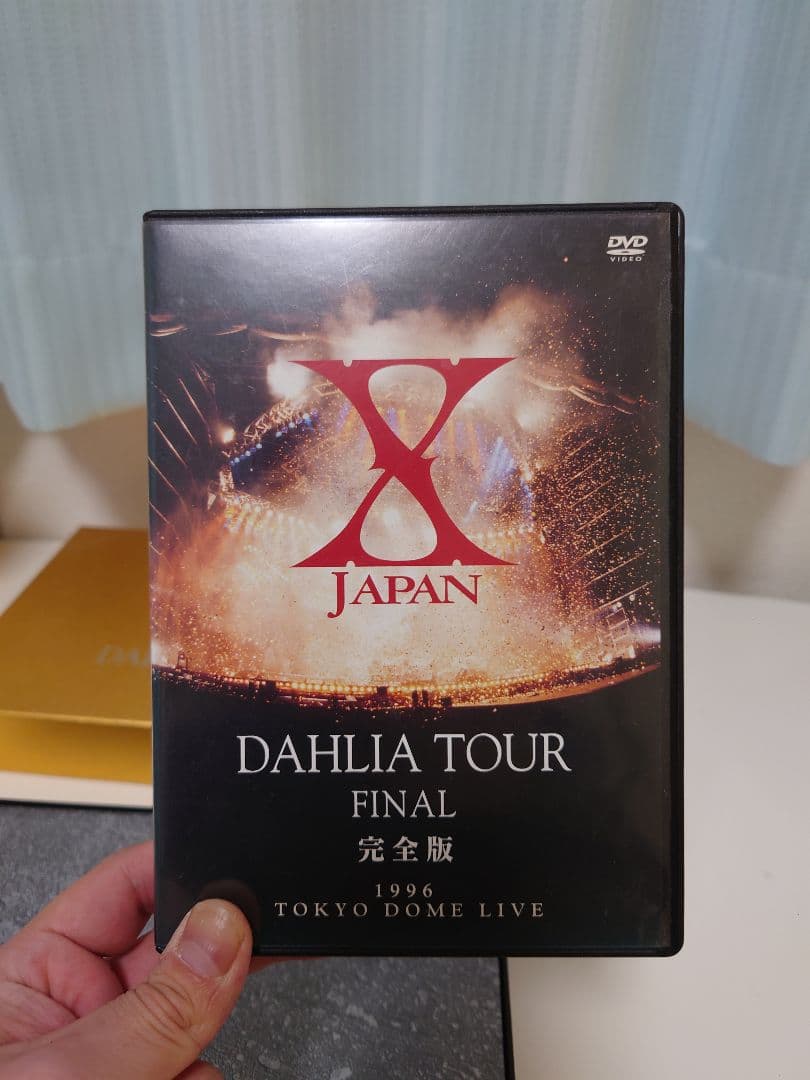 DVD
VIDEO
X
JAPAN
DAHLIA TOUR
FINAL
完全版
1996
TOKYO DOME LIVE